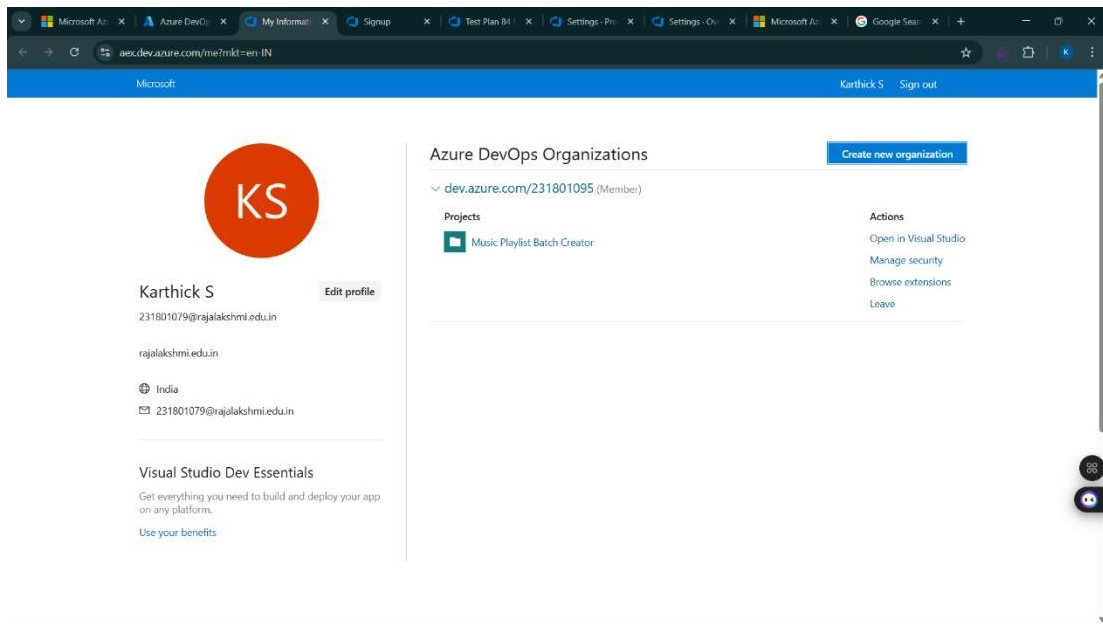 Microsoft Az
Azure DevOp
My Informat
Signup
Test Plan 84
Settings - Pro
Settings - Ov
Microsoft Az
Google Sear
aex.dev.azure.com/me?mkt=en-IN
K
Microsoft
Karthick S
Sign out
KS
Karthick S
Edit profile
231801079@rajalakshmi.edu.in
rajalakshmi.edu.in
India
231801079@rajalakshmi.edu.in
Visual Studio Dev Essentials
Get everything you need to build and deploy your app
on any platform.
Use your benefits
Azure DevOps Organizations
Create new organization
dev.azure.com/231801095 (Member)
Projects
Music Playlist Batch Creator
Actions
Open in Visual Studio
Manage security
Browse extensions
Leave